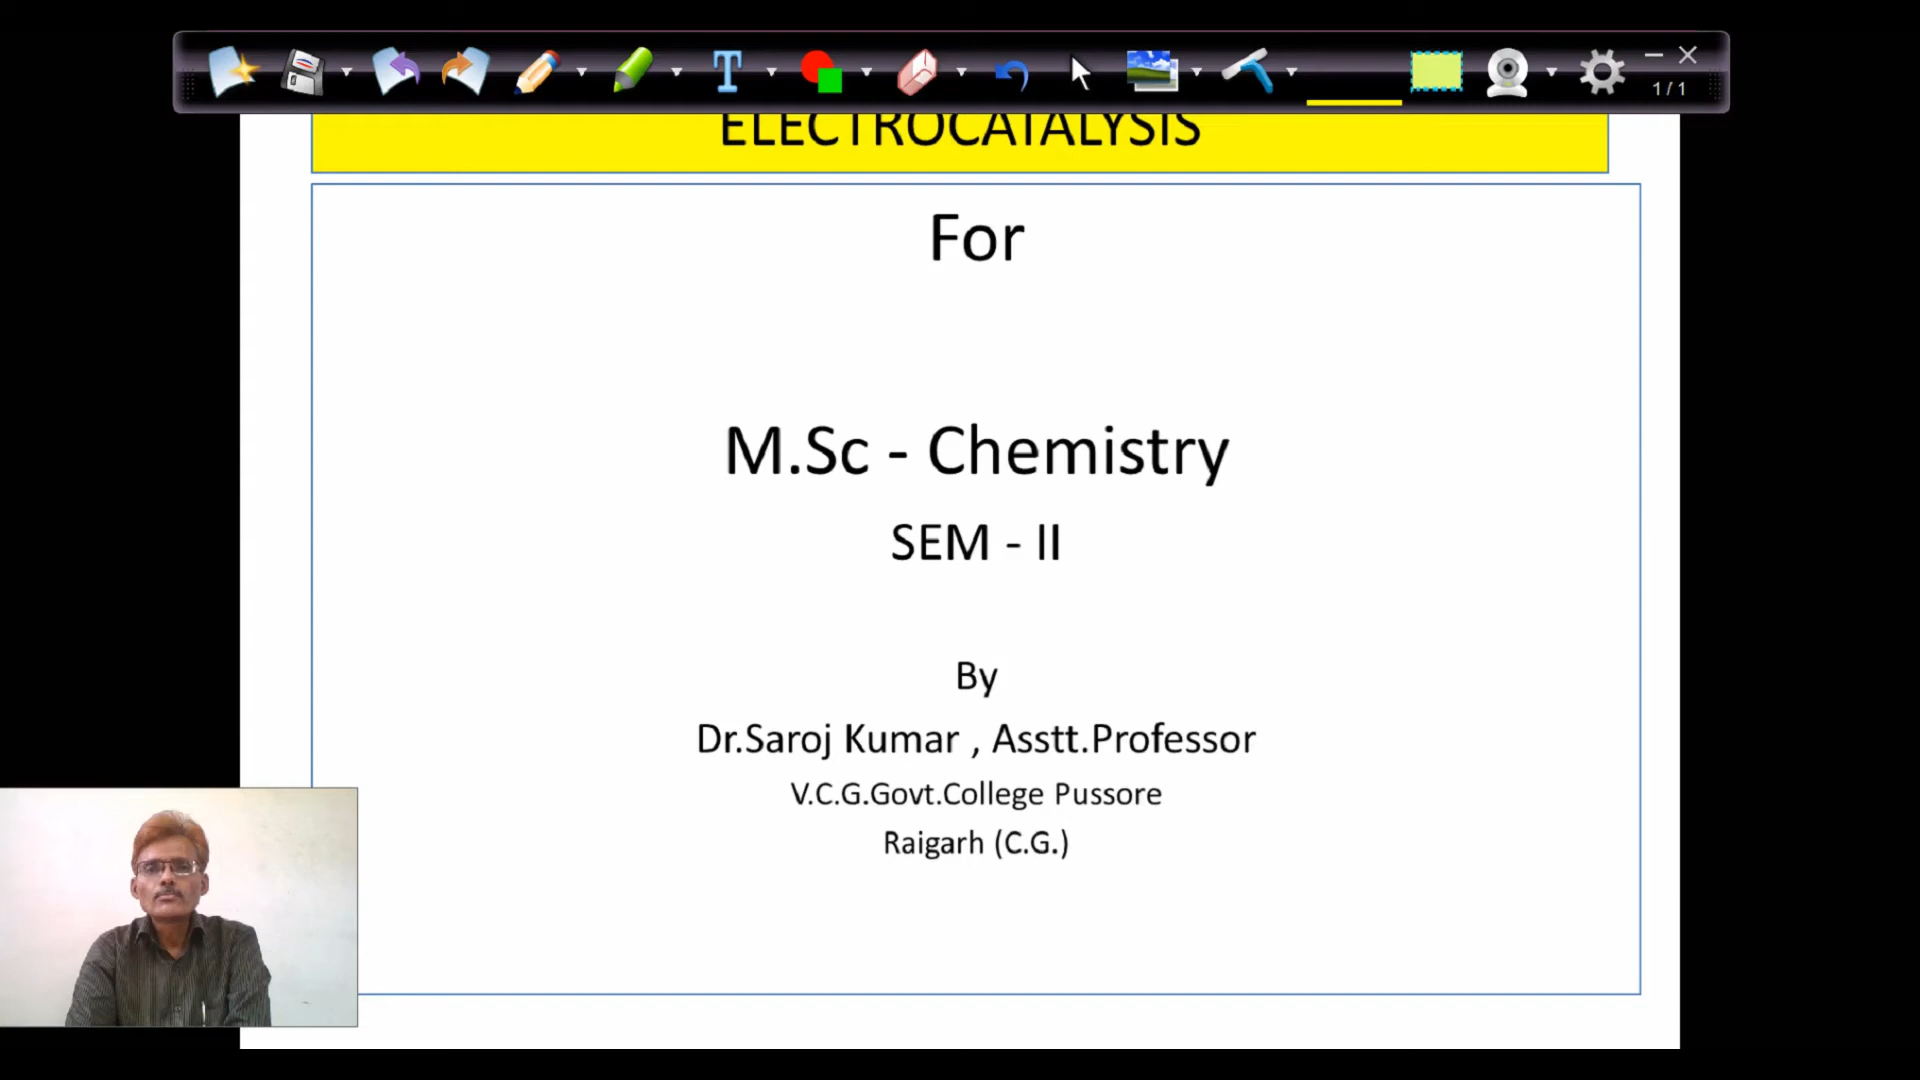 1/1
ELECTROCATALYSIS
For
M.Sc - Chemistry
SEM - II
By
Dr.Saroj Kumar , Asstt.Professor
V.C.G.Govt.College Pussore
Raigarh (C.G.)